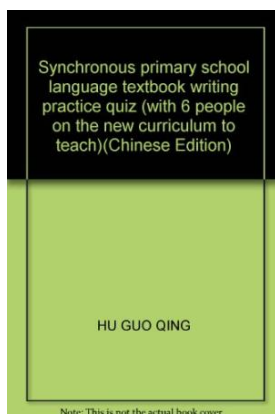 Synchronous primary school
language textbook writing
practice quiz (with 6 people
on the new curriculum to
teach)(Chinese Edition)
HU GUO QING
Note: This is not the actual book cover